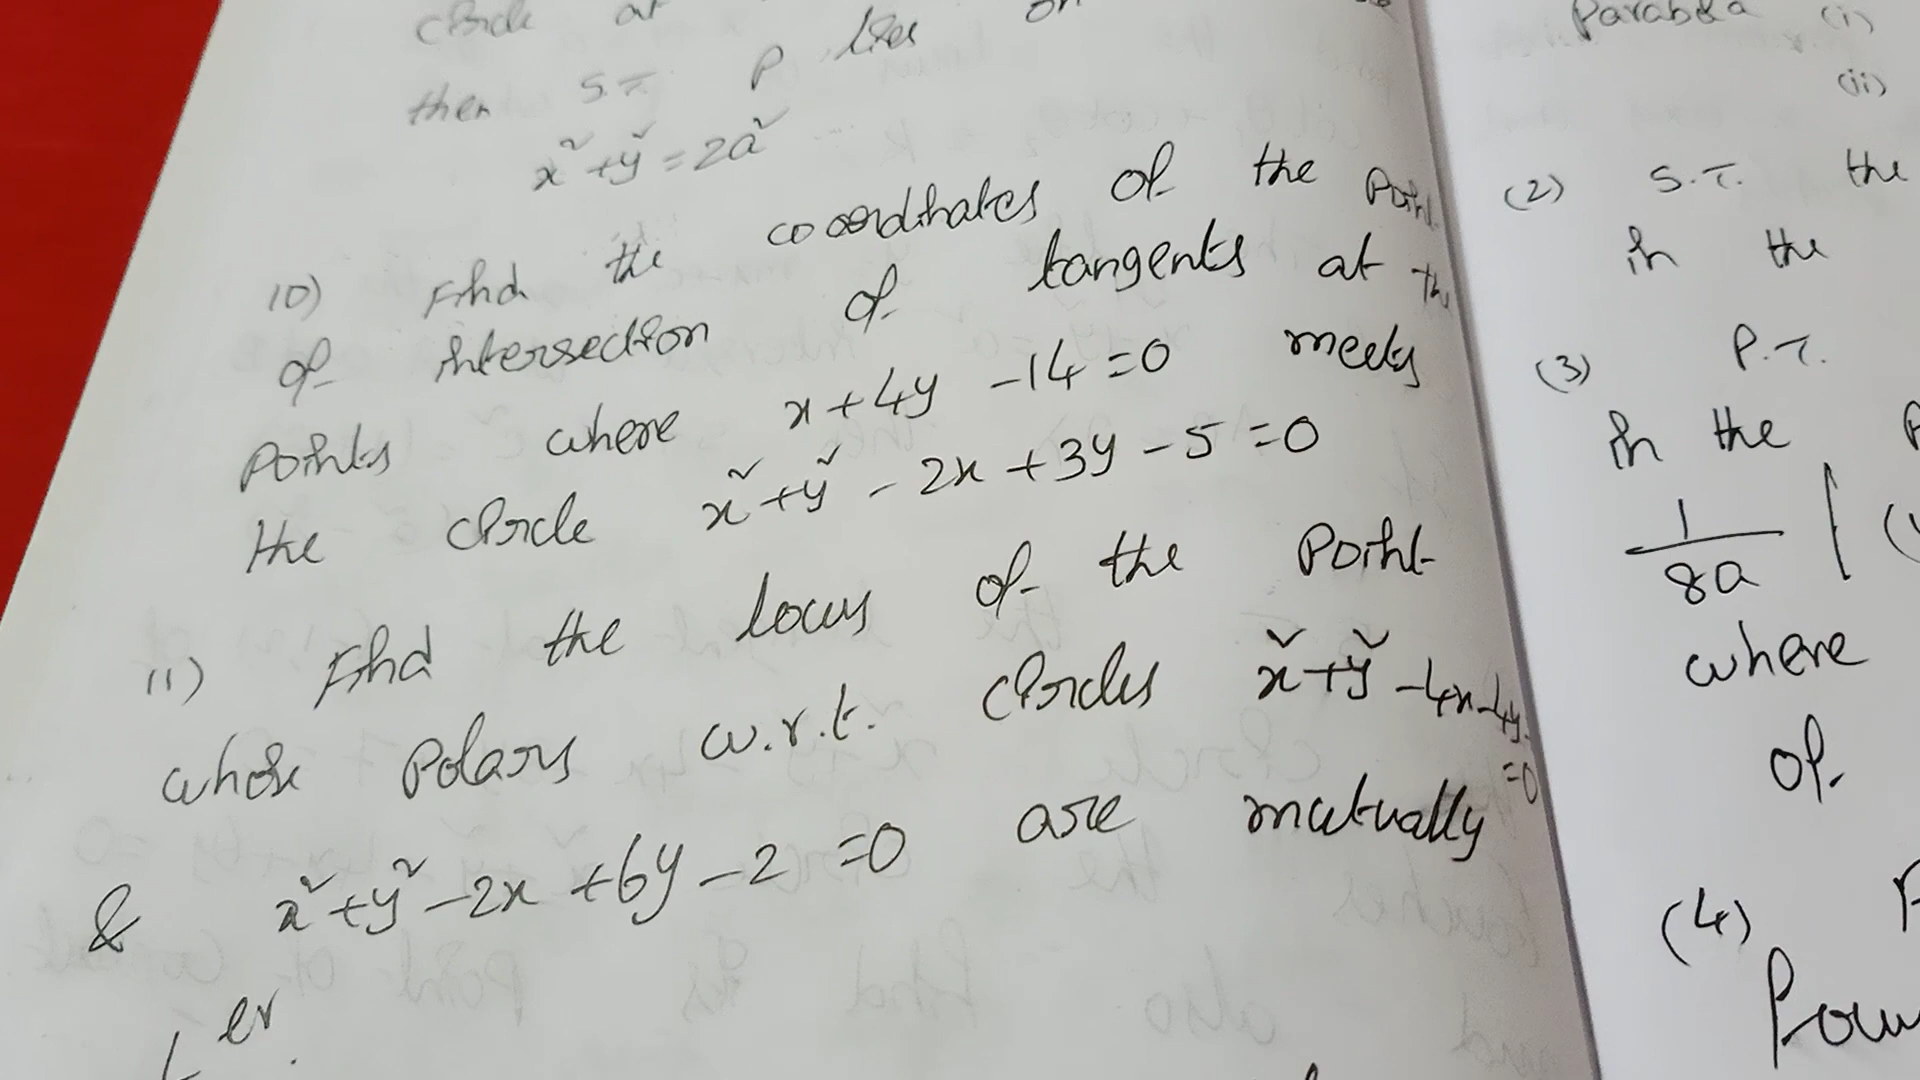 circle at
then S.T. P lies on
x²+y²=2a²
10) Find the coordinates of the Point
of intersection of tangents at the
points where x+4y-14=0 meets
the circle x²+y²-2x+3y-5=0
11) Find the locus of the Point
whose Polars w.r.t. circles x²+y²-4x-4y
=0
& x²+y²-2x+6y-2=0 are mutually
Ler.
Parabola (i)
(ii)
(2) S.T. the
in the
(3) P.T.
in the
1/8a
where
of
(4)